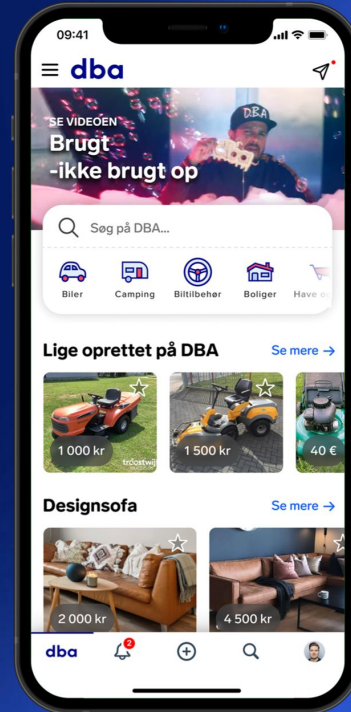 09:41
dba
D.B.A
SE VIDEOEN
Brugt
-ikke brugt op
Søg på DBA...
Biler
Camping
Biltilbehør
Boliger
Have o
Lige oprettet på DBA
Se mere →
1 000 kr
troostwij
1 500 kr
40 €
Designsofa
Se mere →
2 000 kr
4 500 kr
dba
2